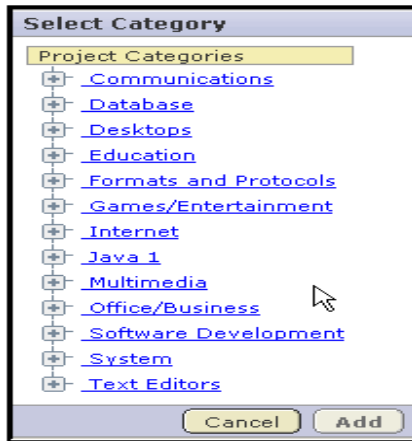 Select Category
Project Categories
Communications
Database
Desktops
Education
Formats and Protocols
Games/Entertainment
Internet
Java 1
Multimedia
Office/Business
Software Development
System
Text Editors
Cancel Add